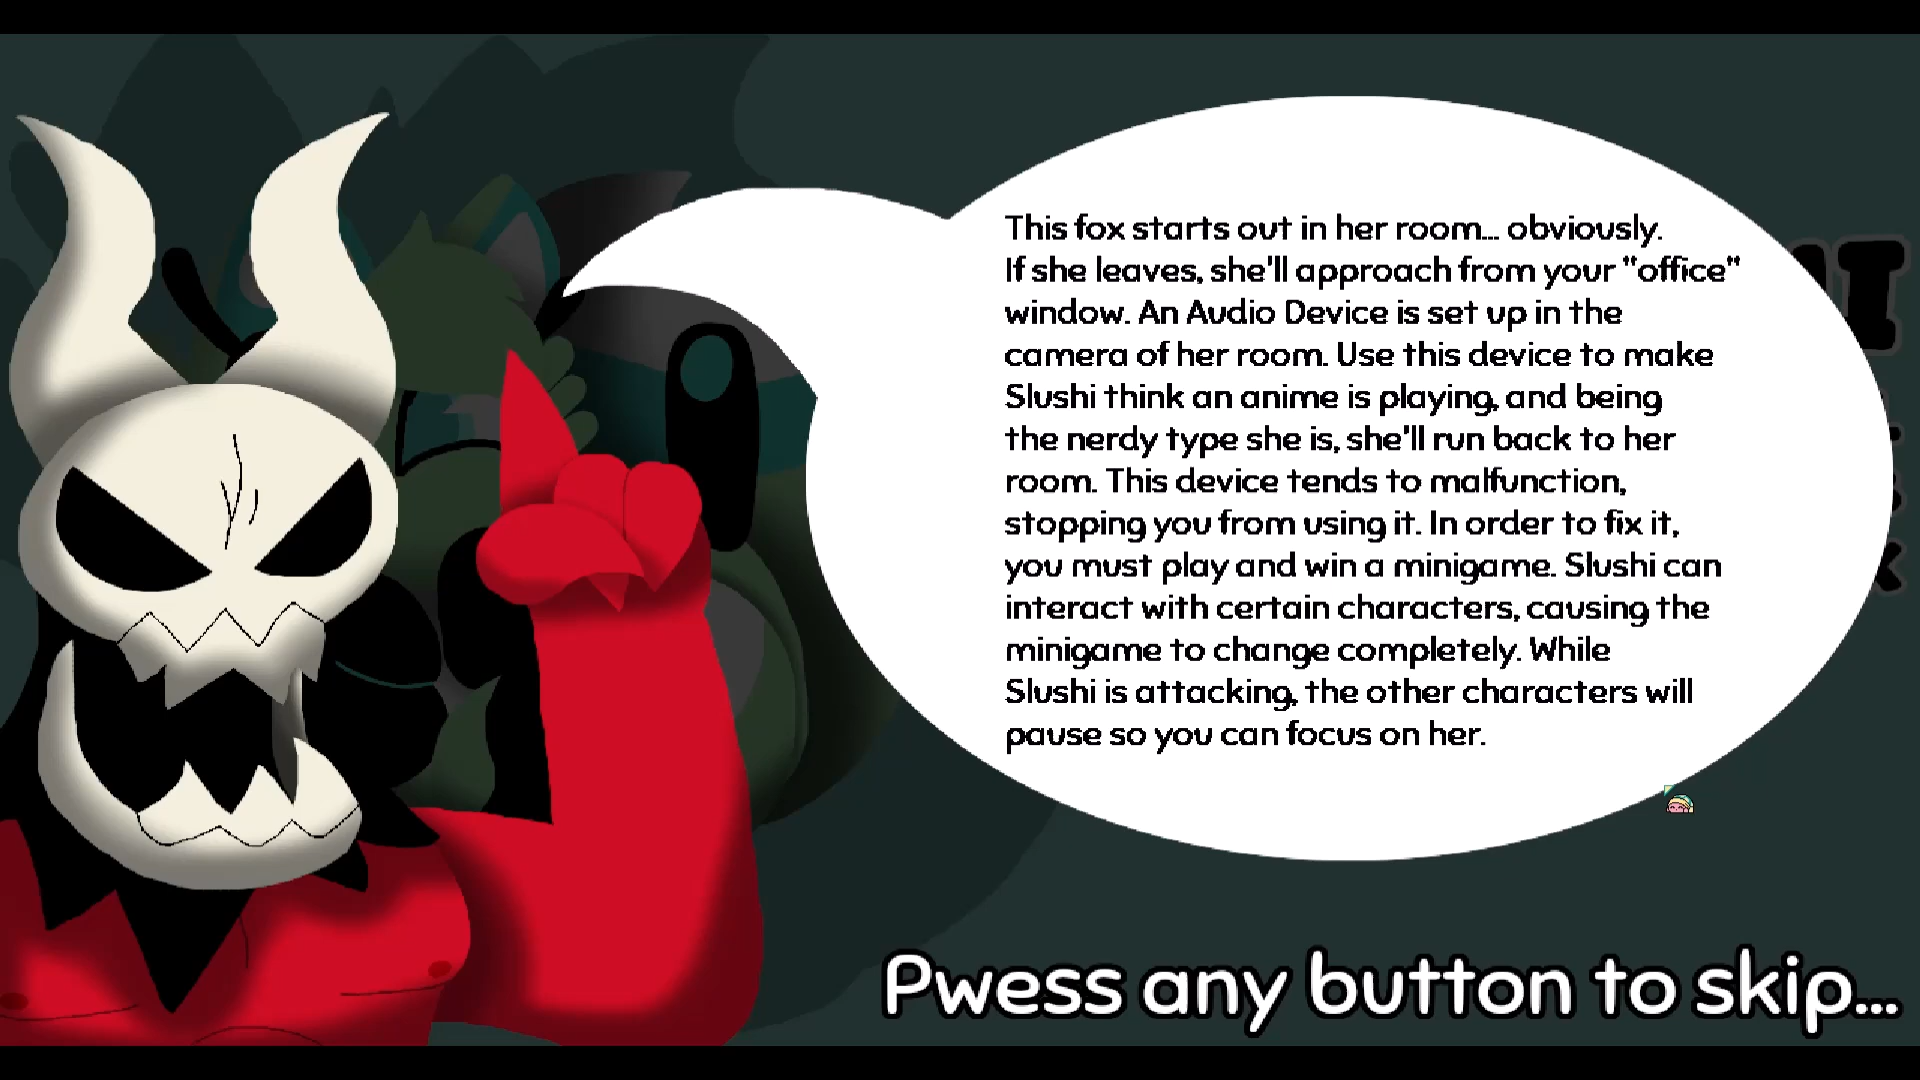 This fox starts out in her room... obviously.
If she leaves, she'll approach from your "office"
window. An Audio Device is set up in the
camera of her room. Use this device to make
Slushi think an anime is playing, and being
the nerdy type she is, she'll run back to her
room. This device tends to malfunction,
stopping you from using it. In order to fix it,
you must play and win a minigame. Slushi can
interact with certain characters, causing the
minigame to change completely. While
Slushi is attacking, the other characters will
pause so you can focus on her.
Pwess any button to skip...